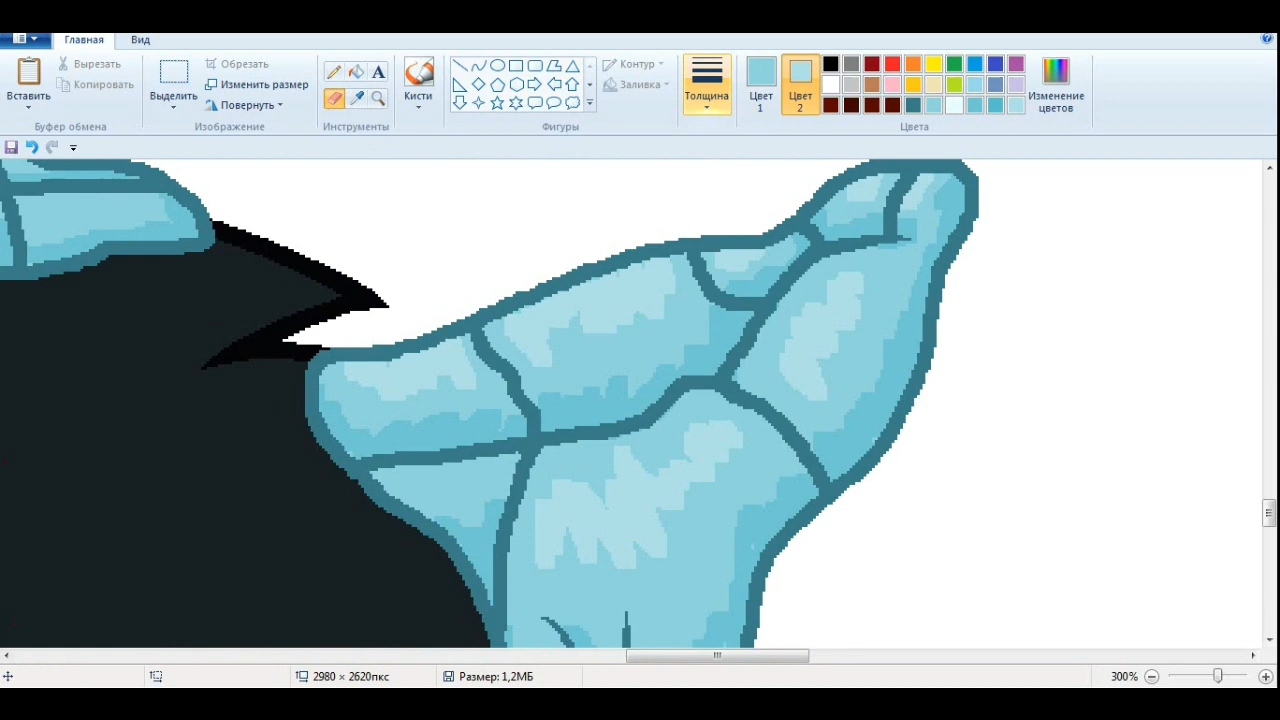 Главная Вид
Вставить
Вырезать
Копировать
Буфер обмена
Выделить
Обрезать
Изменить размер
Повернуть
Изображение
A
Инструменты
Кисти
Контур
Заливка
Фигуры
Толщина
Цвет
1
Цвет
2
Изменение
цветов
Цвета
2980 × 2620пкс
Размер: 1,2МБ
300%